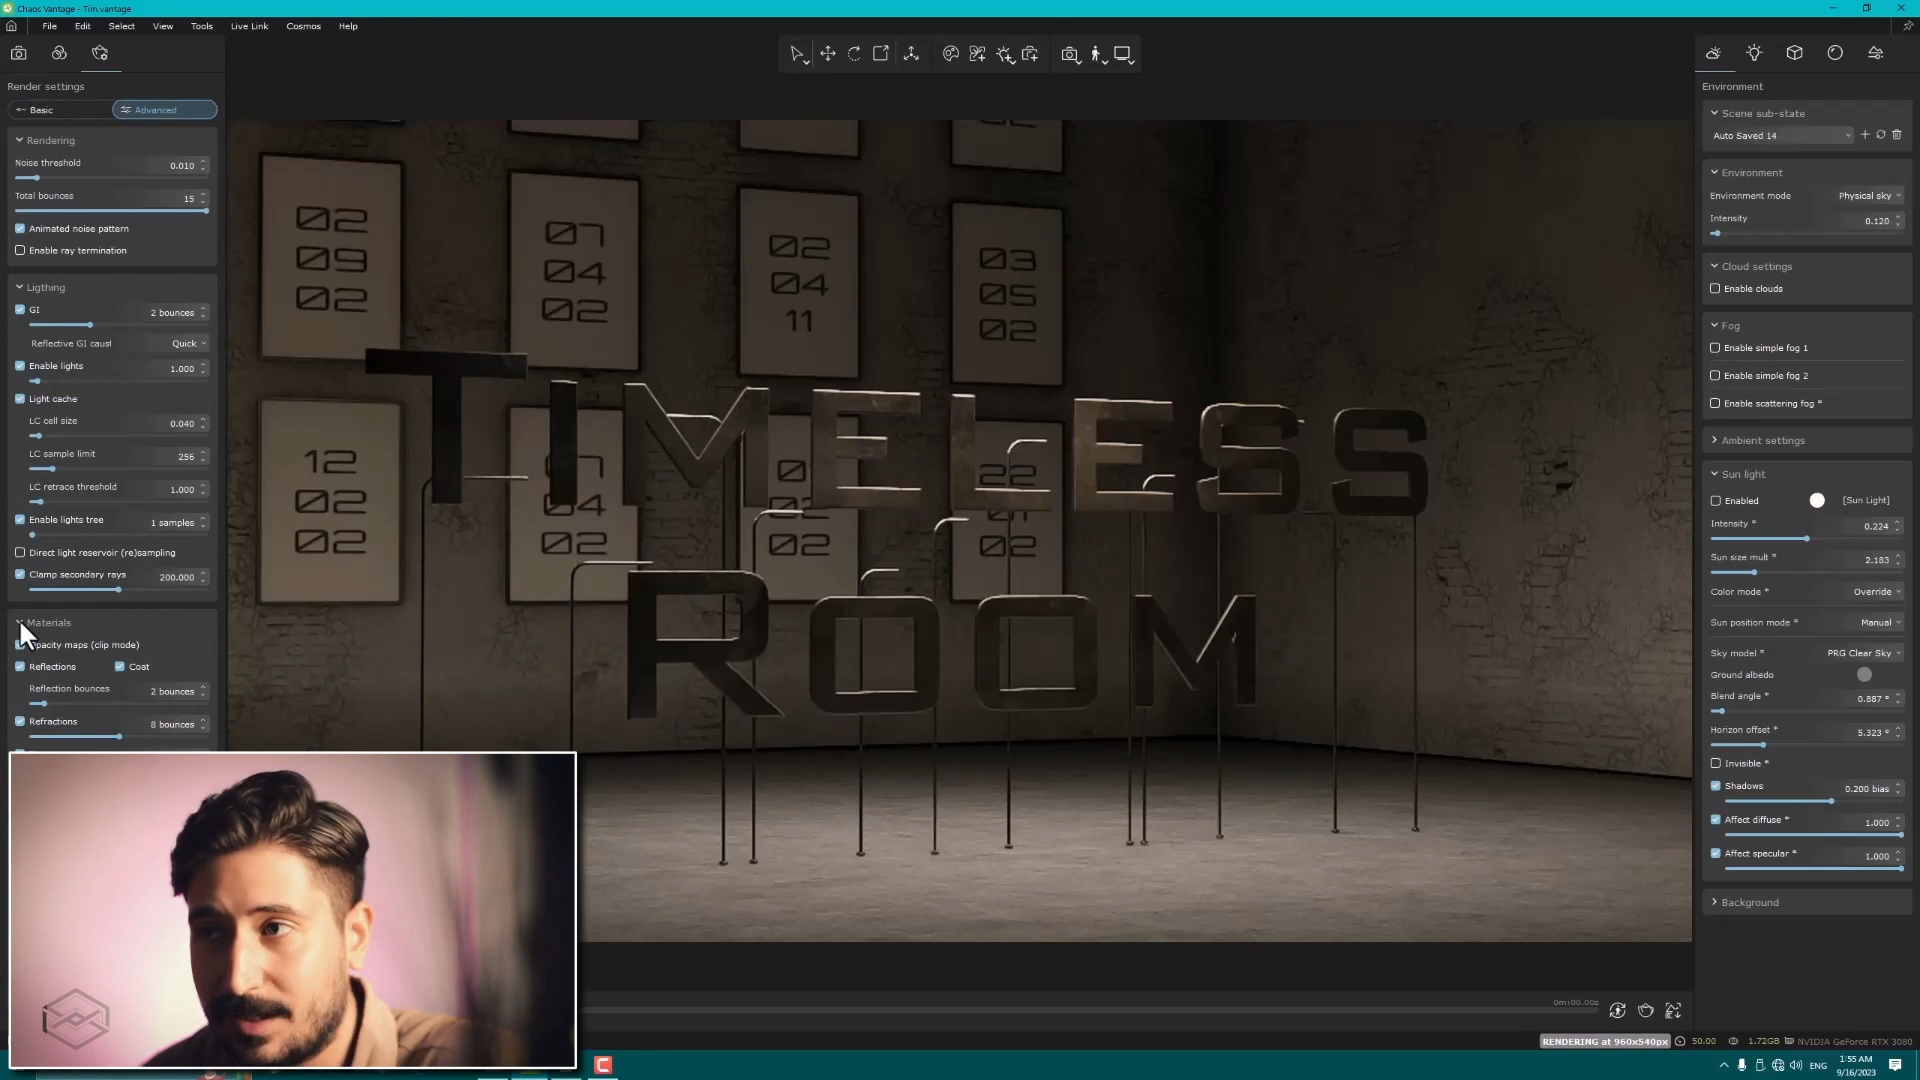 Chaos Vantage - Tim.vantage
File Edit Select View Tools Live Link Cosmos Help
Render settings
Basic Advanced
Rendering
Noise threshold 0.010
Total bounces 15
Animated noise pattern
Enable ray termination
Ligthing
GI 2 bounces
Reflective GI caust Quick
Enable lights 1.000
Light cache
LC cell size 0.040
LC sample limit 256
LC retrace threshold 1.000
Enable lights tree 1 samples
Direct light reservoir (re)sampling
Clamp secondary rays 200.000
Materials
pacity maps (clip mode)
Reflections Coat
Reflection bounces 2 bounces
Refractions 8 bounces
02
09
02
07
04
02
02
04
11
03
05
02
12
02
02
04
02
02
02
22
02
TIMELESS
ROOM
Environment
Scene sub-state
Auto Saved 14
Environment
Environment mode Physical sky
Intensity 0.120
Cloud settings
Enable clouds
Fog
Enable simple fog 1
Enable simple fog 2
Enable scattering fog *
Ambient settings
Sun light
Enabled [Sun Light]
Intensity * 0.224
Sun size mult * 2.183
Color mode * Override
Sun position mode * Manual
Sky model * PRG Clear Sky
Ground albedo
Blend angle * 0.887 °
Horizon offset * 5.323 °
Invisible *
Shadows 0.200 bias
Affect diffuse * 1.000
Affect specular * 1.000
Background
0m:00.00s
RENDERING at 960x540px 50.00 1.72GB NVIDIA GeForce RTX 3080
ENG 1:55 AM
9/16/2023